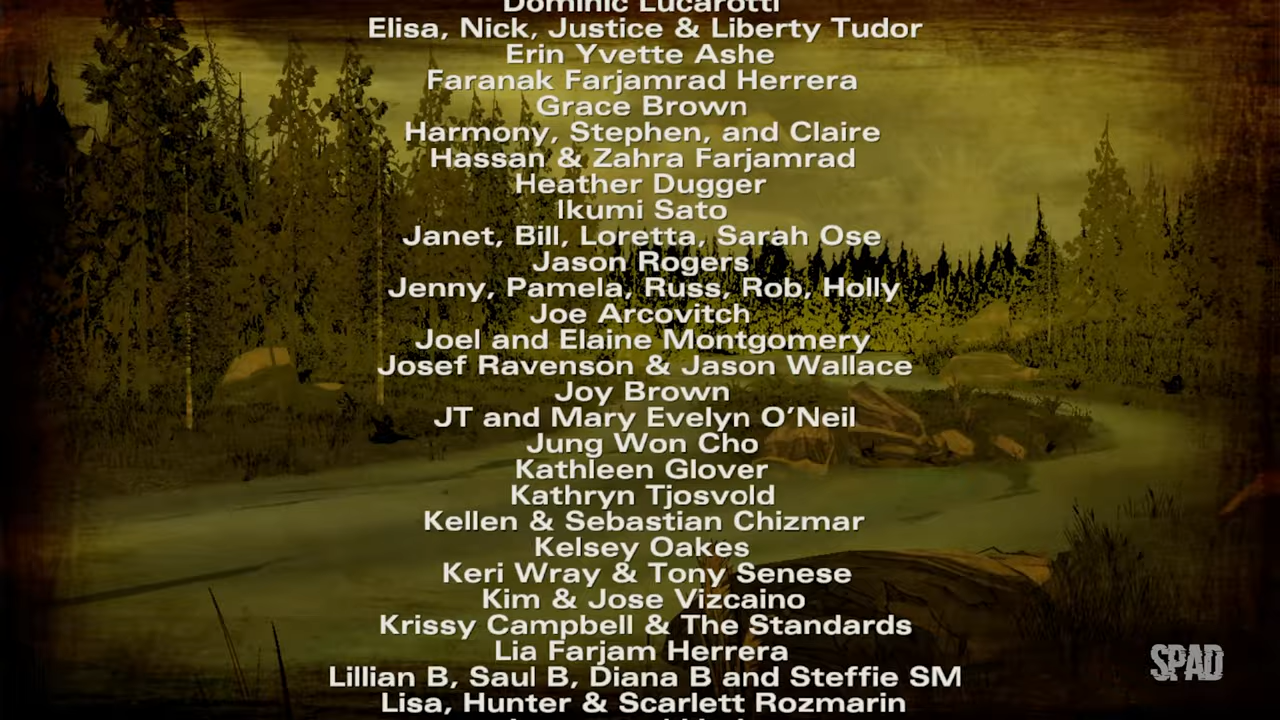 Dominic Lucarotti
Elisa, Nick, Justice & Liberty Tudor
Erin Yvette Ashe
Faranak Farjamrad Herrera
Grace Brown
Harmony, Stephen, and Claire
Hassan & Zahra Farjamrad
Heather Dugger
Ikumi Sato
Janet, Bill, Loretta, Sarah Ose
Jason Rogers
Jenny, Pamela, Russ, Rob, Holly
Joe Arcovitch
Joel and Elaine Montgomery
Josef Ravenson & Jason Wallace
Joy Brown
JT and Mary Evelyn O’Neil
Jung Won Cho
Kathleen Glover
Kathryn Tjosvold
Kellen & Sebastian Chizmar
Kelsey Oakes
Keri Wray & Tony Senese
Kim & Jose Vizcaino
Krissy Campbell & The Standards
Lia Farjam Herrera
Lillian B, Saul B, Diana B and Steffie SM
Lisa, Hunter & Scarlett Rozmarin
SPAD